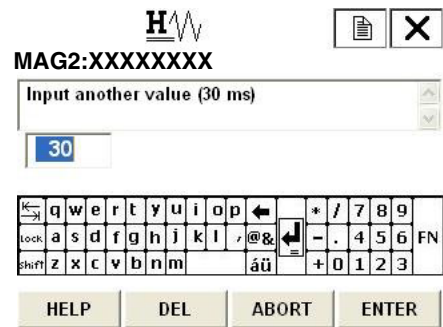 H
MAG2:XXXXXXXX
Input another value (30 ms)
30
q w e r t y u i o p * / 7 8 9
Lock a s d f g h j k l , @& - . 4 5 6 FN
shift z x c v b n m áü + 0 1 2 3
HELP DEL ABORT ENTER